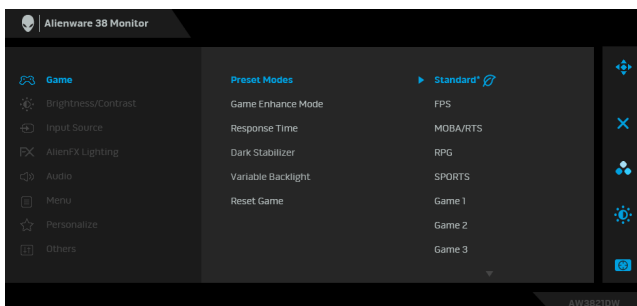 Alienware 38 Monitor
Game
Preset Modes
Standard*
Brightness/Contrast
Game Enhance Mode
FPS
Input Source
Response Time
MOBA/RTS
AlienFX Lighting
Dark Stabilizer
RPG
Audio
Variable Backlight
SPORTS
Menu
Reset Game
Game 1
Personalize
Game 2
Others
Game 3
AW3821DW